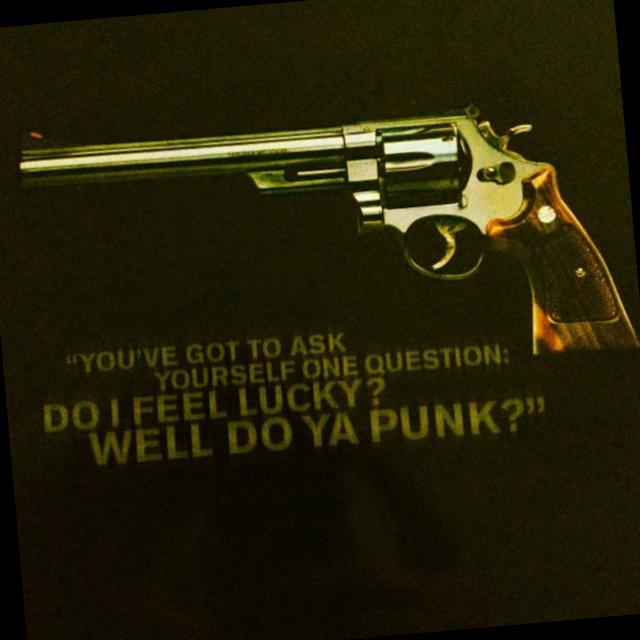 "YOU'VE GOT TO ASK
YOURSELF ONE QUESTION:
DO I FEEL LUCKY?
WELL DO YA PUNK?"